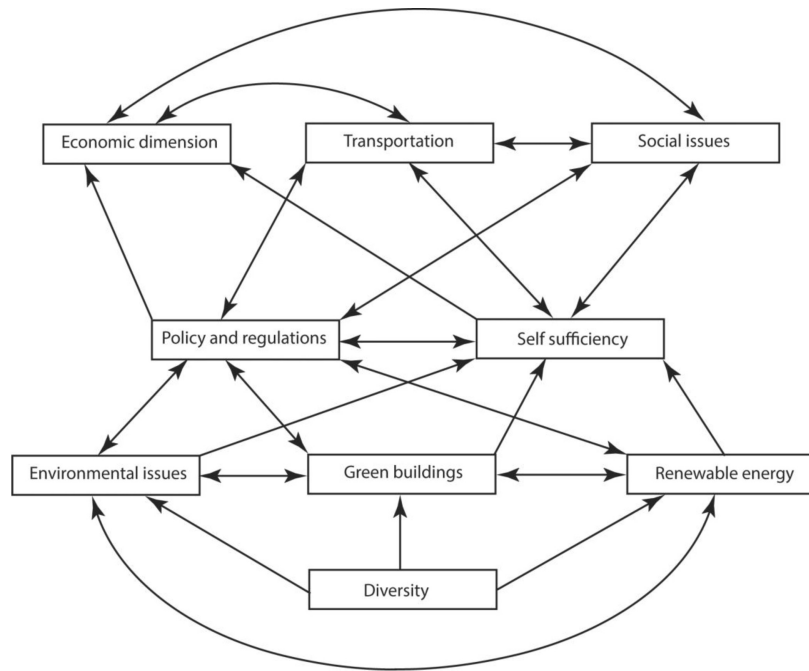 Economic dimension
Transportation
Social issues
Policy and regulations
Self sufficiency
Environmental issues
Green buildings
Renewable energy
Diversity